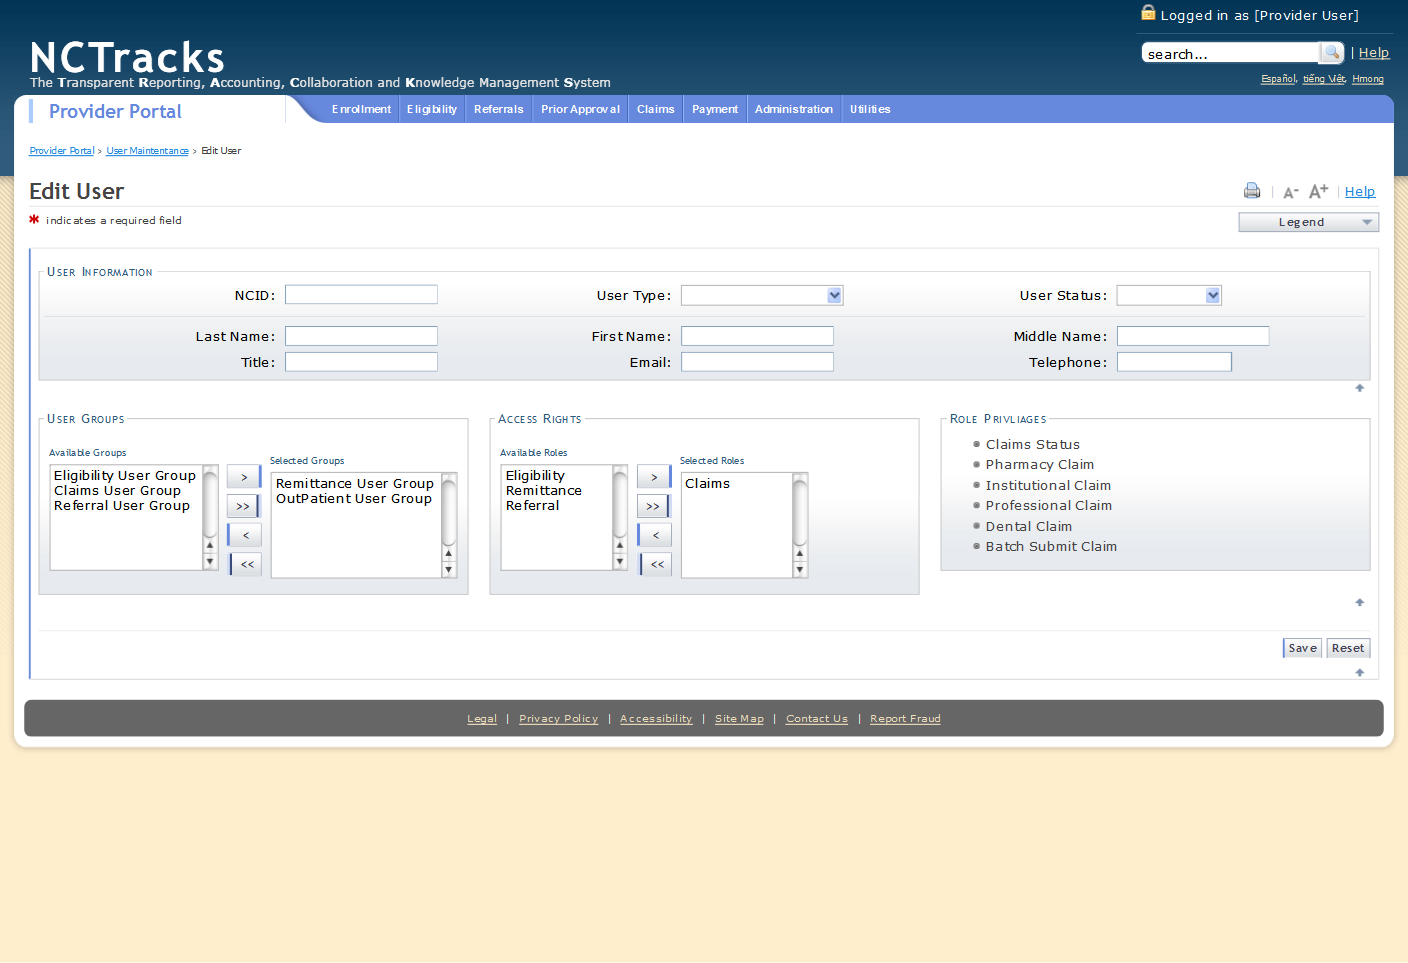 Logged in as [Provider User]
NCTracks
search...
| Help
The Transparent Reporting, Accounting, Collaboration and Knowledge Management System
Español, tiếng Việt, Hmong
Provider Portal
Enrollment Eligibility Referrals Prior Approval Claims Payment Administration Utilities
Provider Portal > User Maintentance > Edit User
Edit User
A- | A+ | Help
* indicates a required field
Legend
User Information
NCID: User Type: User Status:
Last Name: First Name: Middle Name:
Title: Email: Telephone:
User Groups
Available Groups
Eligibility User Group
Claims User Group
Referral User Group
>
>>
<
<<
Selected Groups
Remittance User Group
OutPatient User Group
Access Rights
Available Roles
Eligibility
Remittance
Referral
>
>>
<
<<
Selected Roles
Claims
Role Privliages
Claims Status
Pharmacy Claim
Institutional Claim
Professional Claim
Dental Claim
Batch Submit Claim
Save Reset
Legal | Privacy Policy | Accessibility | Site Map | Contact Us | Report Fraud